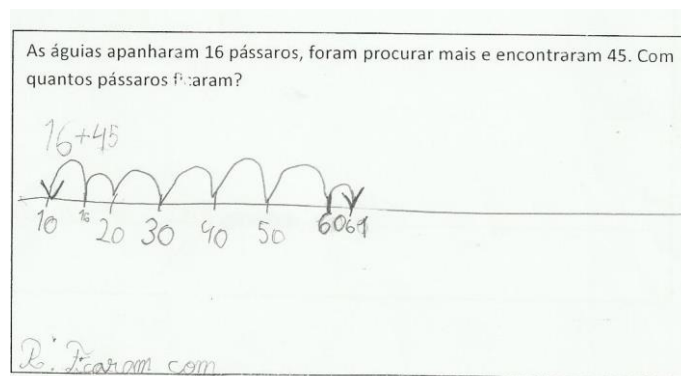 As águias apanharam 16 pássaros, foram procurar mais e encontraram 45. Com
quantos pássaros ficaram?
16+45
10 16 20 30 40 50 60 61
R: Ficaram com